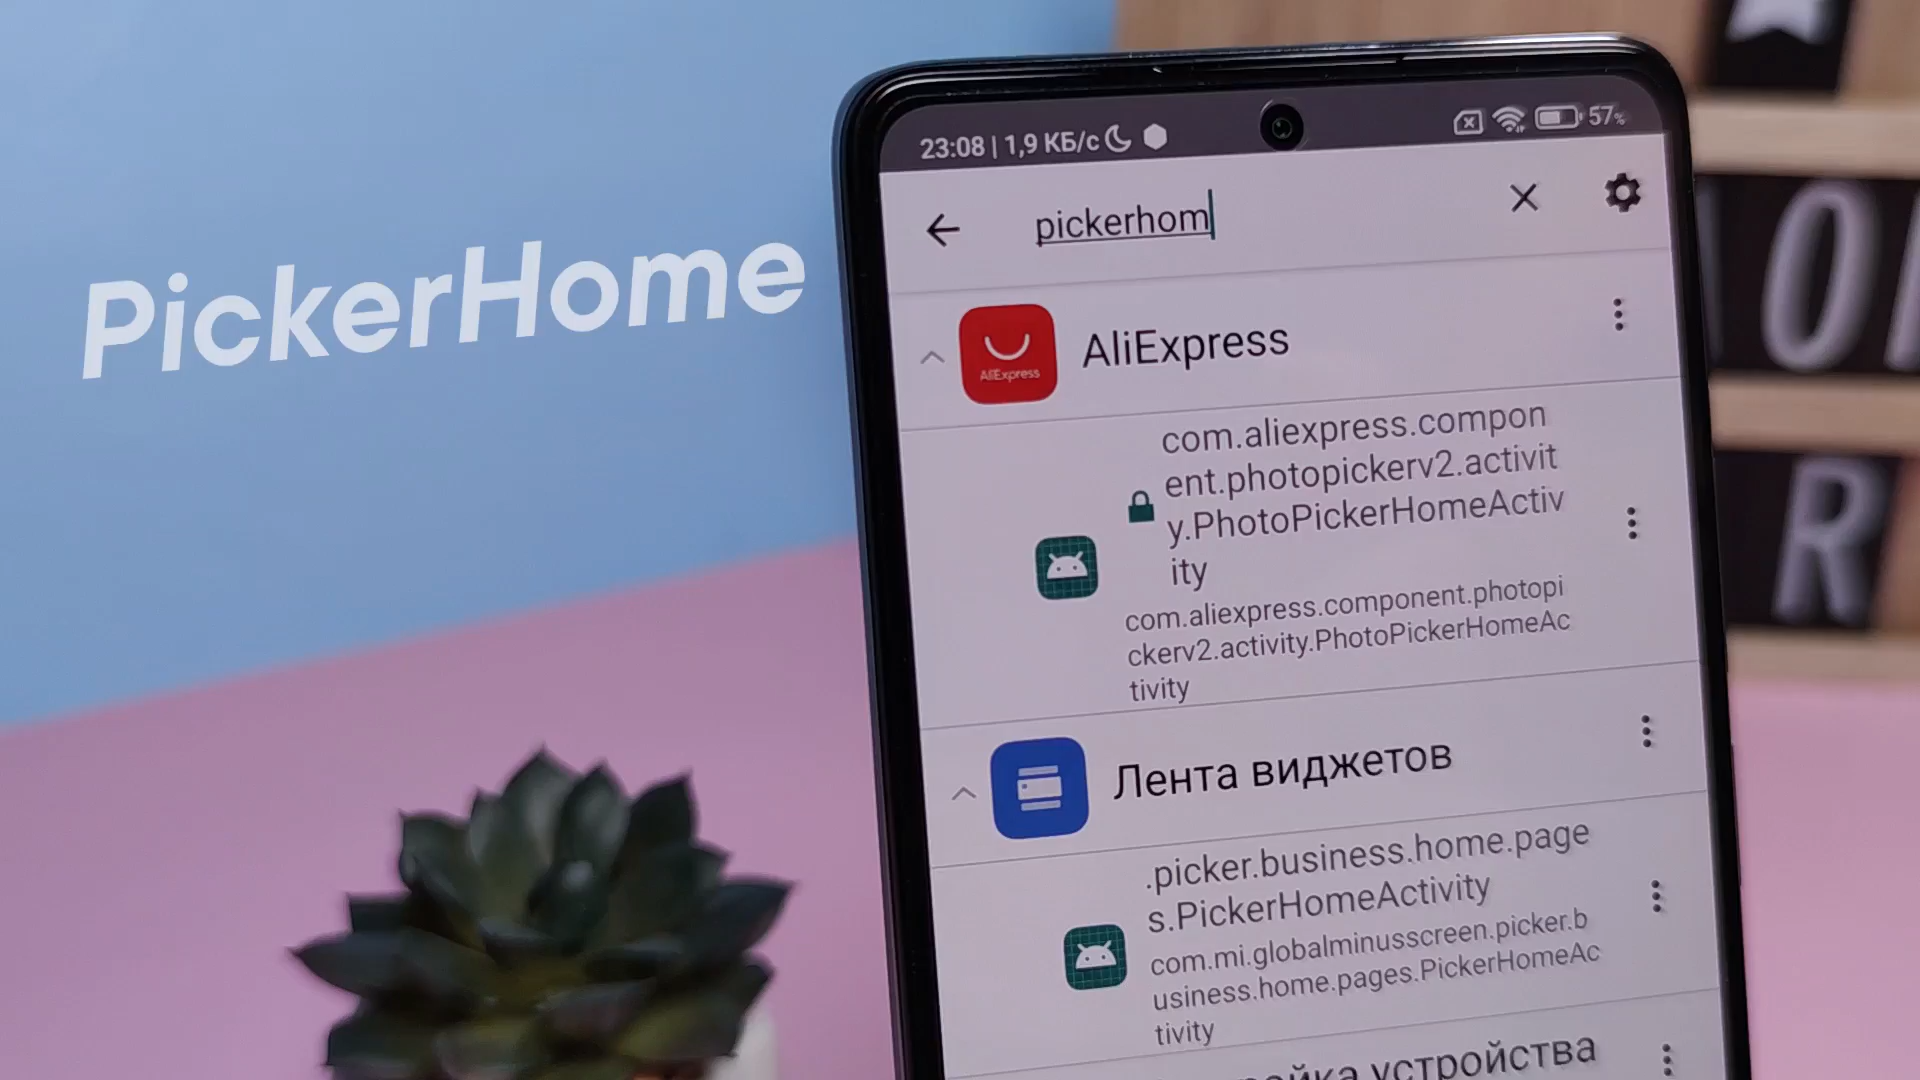 PickerHome
23:08 | 1,9 КБ/с
57%
pickerhom
AliExpress
AliExpress
com.aliexpress.compon
ent.photopickerv2.activit
y.PhotoPickerHomeActiv
ity
com.aliexpress.component.photopi
ckerv2.activity.PhotoPickerHomeAc
tivity
Лента виджетов
.picker.business.home.page
s.PickerHomeActivity
com.mi.globalminusscreen.picker.b
usiness.home.pages.PickerHomeAc
tivity
устройства
O
R